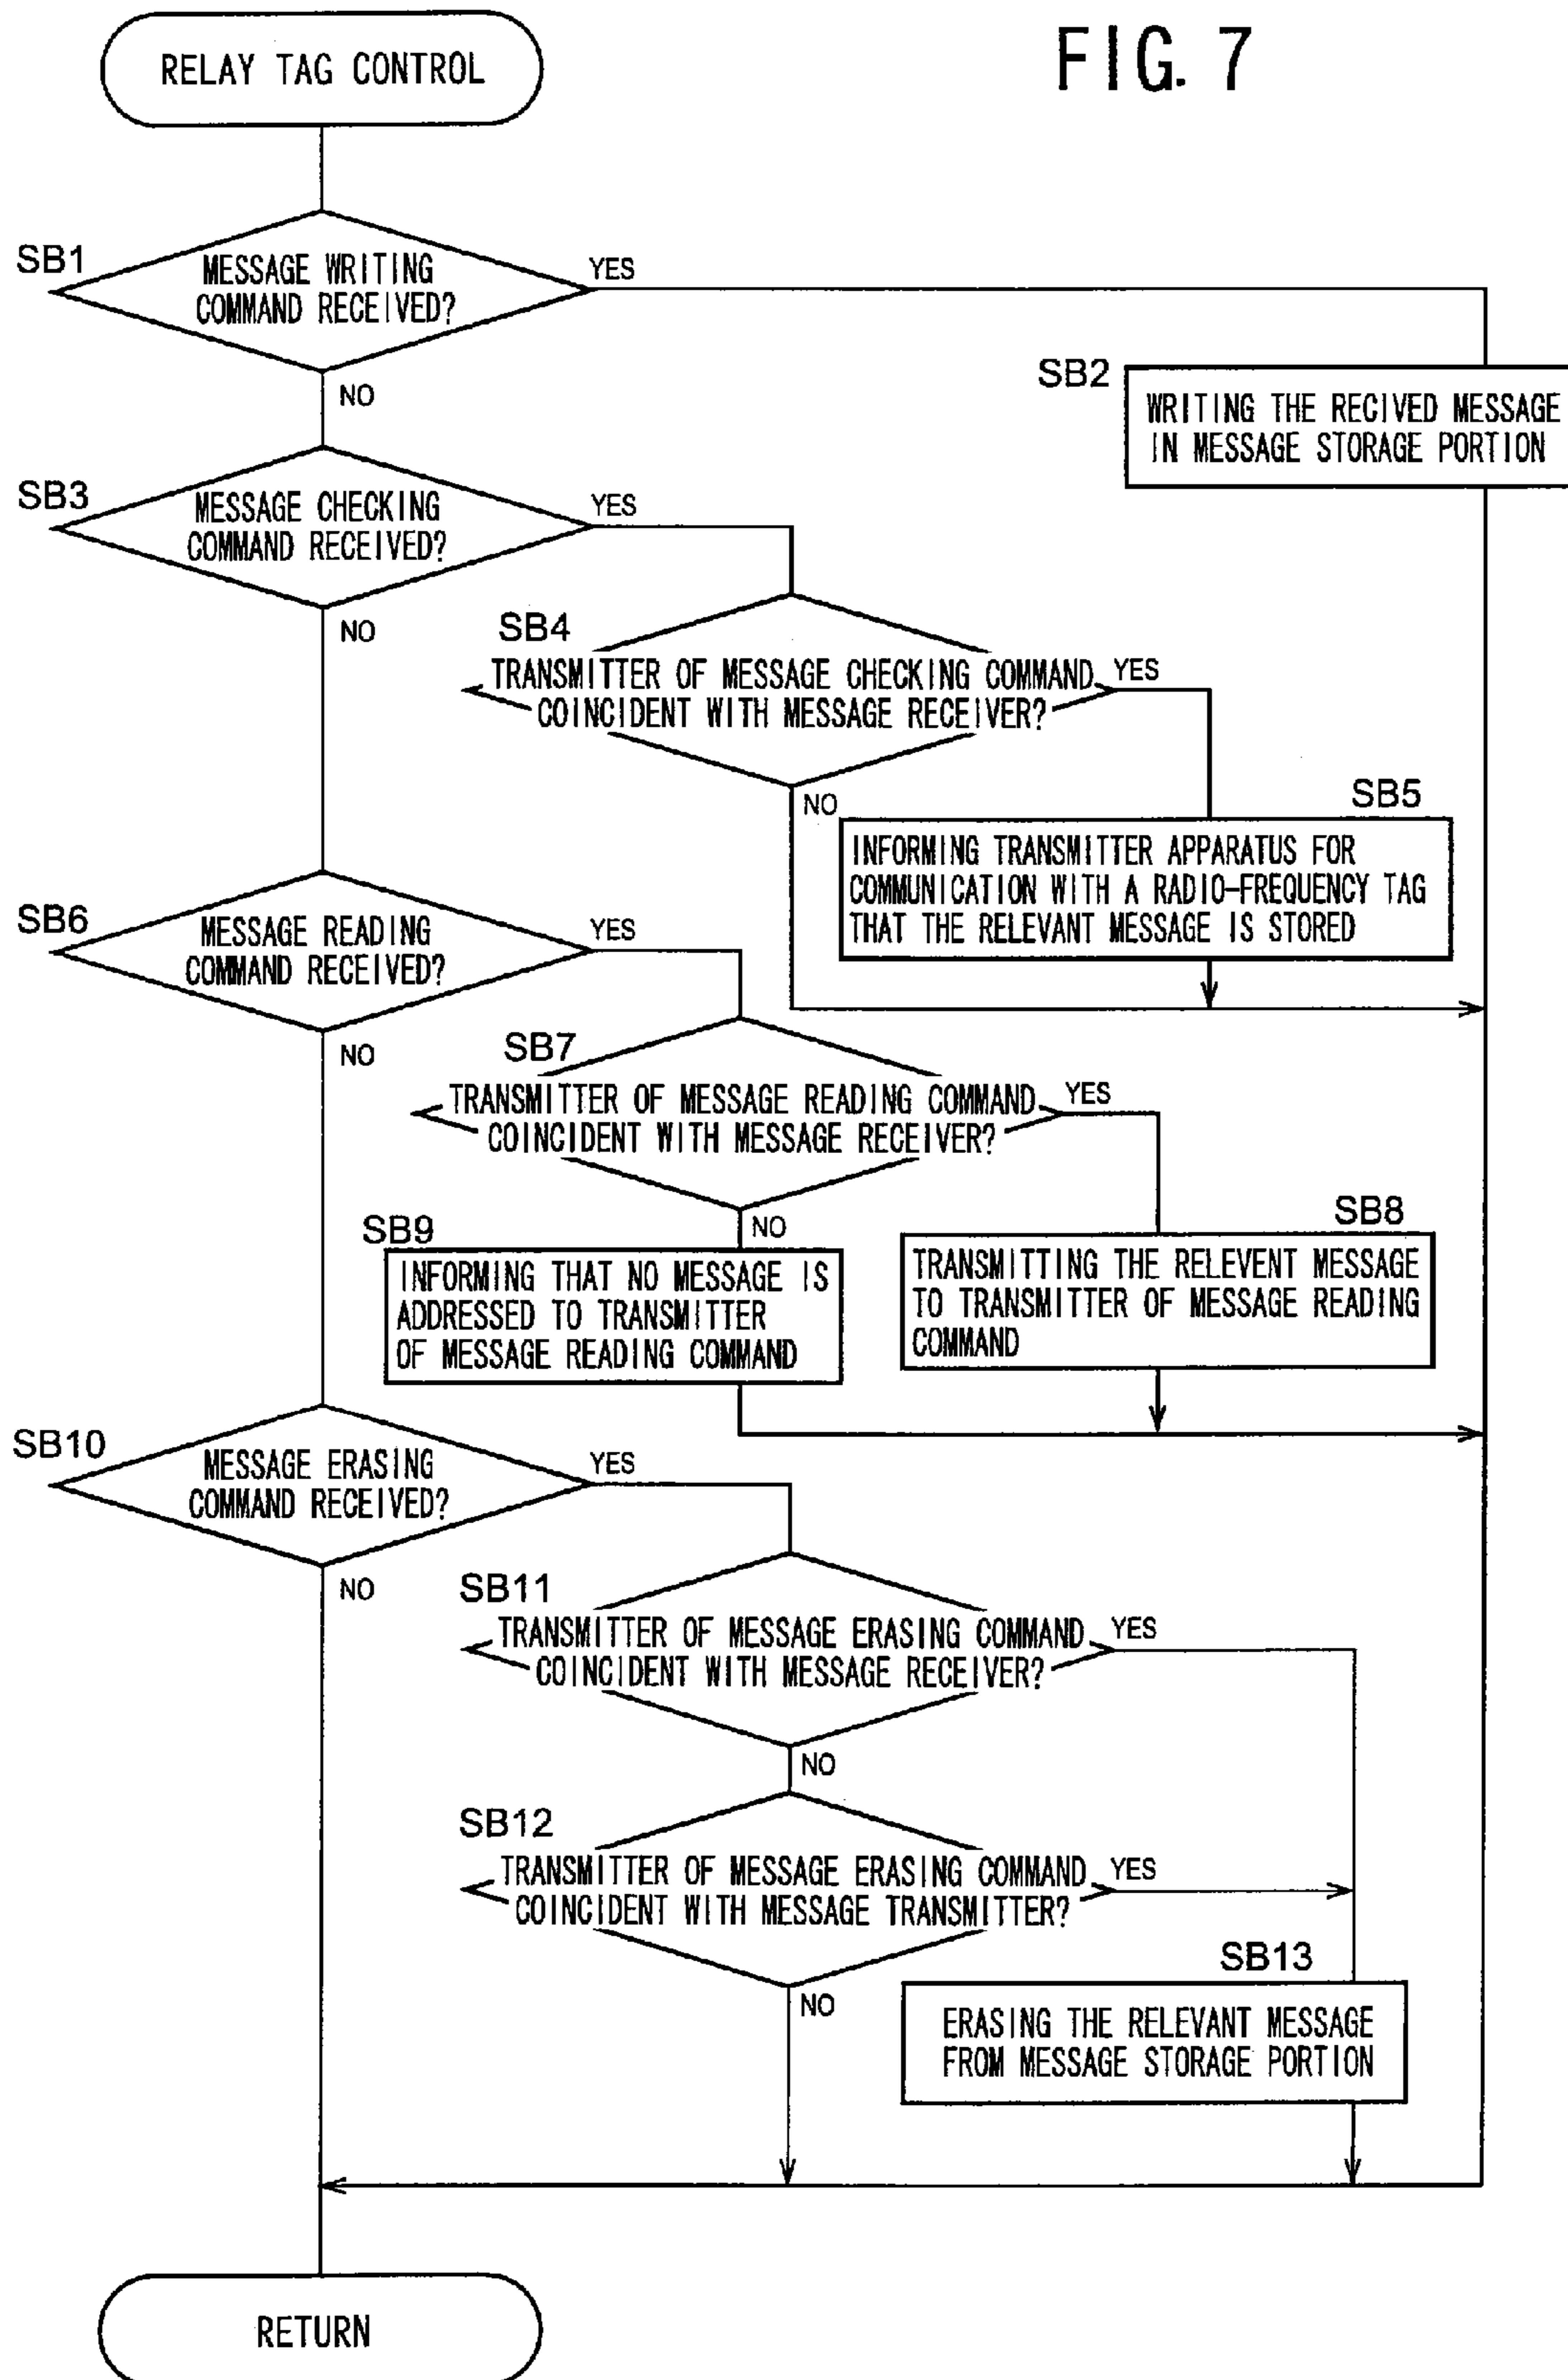 FIG. 7
RELAY TAG CONTROL
SB1
MESSAGE WRITING
COMMAND RECEIVED?
YES
NO
SB2
WRITING THE RECIVED MESSAGE
IN MESSAGE STORAGE PORTION
SB3
MESSAGE CHECKING
COMMAND RECEIVED?
YES
NO
SB4
TRANSMITTER OF MESSAGE CHECKING COMMAND
COINCIDENT WITH MESSAGE RECEIVER?
YES
NO
SB5
INFORMING TRANSMITTER APPARATUS FOR
COMMUNICATION WITH A RADIO-FREQUENCY TAG
THAT THE RELEVANT MESSAGE IS STORED
SB6
MESSAGE READING
COMMAND RECEIVED?
YES
NO
SB7
TRANSMITTER OF MESSAGE READING COMMAND
COINCIDENT WITH MESSAGE RECEIVER?
YES
NO
SB9
INFORMING THAT NO MESSAGE IS
ADDRESSED TO TRANSMITTER
OF MESSAGE READING COMMAND
SB8
TRANSMITTING THE RELEVENT MESSAGE
TO TRANSMITTER OF MESSAGE READING
COMMAND
SB10
MESSAGE ERASING
COMMAND RECEIVED?
YES
NO
SB11
TRANSMITTER OF MESSAGE ERASING COMMAND
COINCIDENT WITH MESSAGE RECEIVER?
YES
NO
SB12
TRANSMITTER OF MESSAGE ERASING COMMAND
COINCIDENT WITH MESSAGE TRANSMITTER?
YES
NO
SB13
ERASING THE RELEVANT MESSAGE
FROM MESSAGE STORAGE PORTION
RETURN